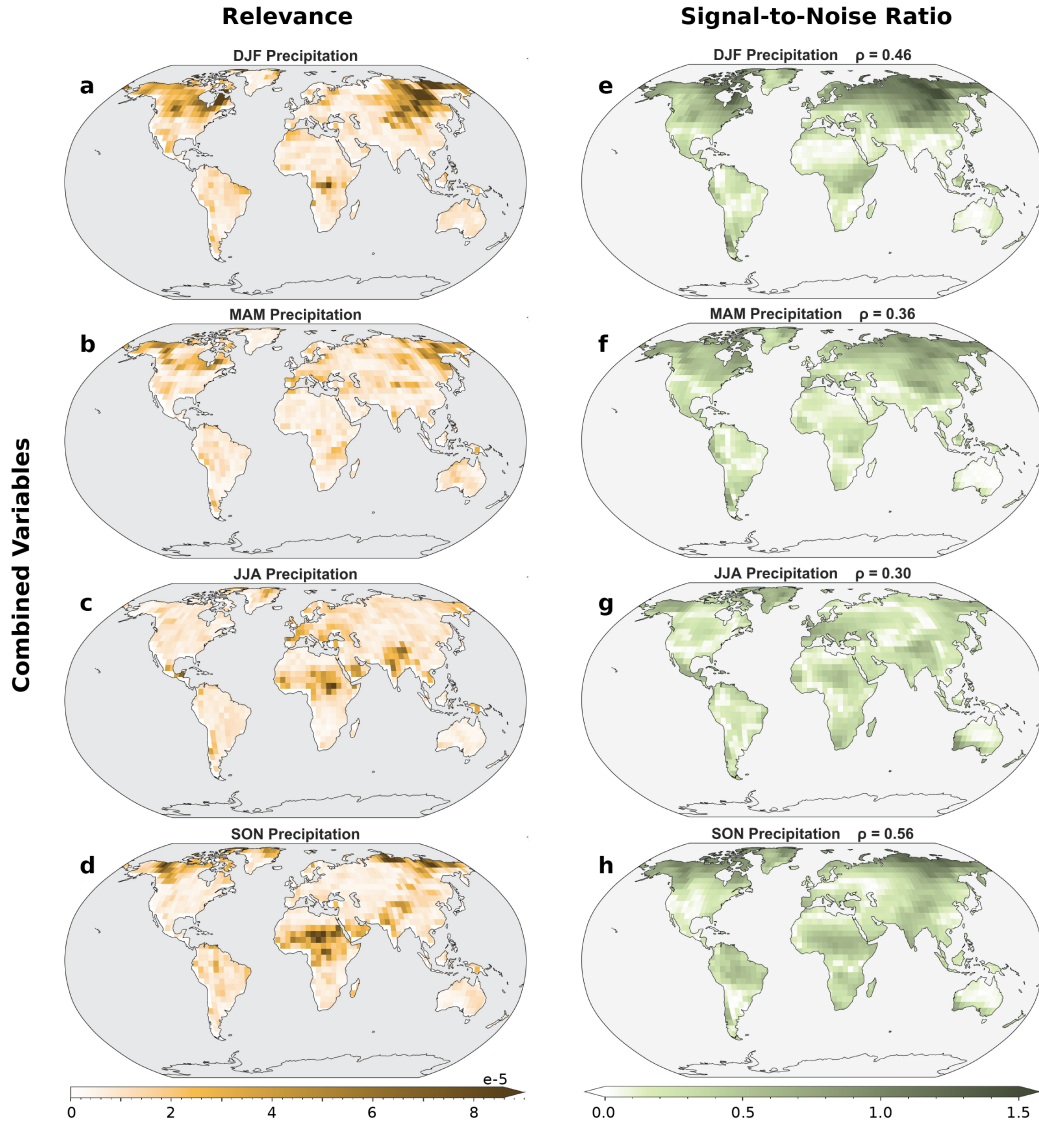 Relevance
Signal-to-Noise Ratio
Combined Variables
a
DJF Precipitation
e
DJF Precipitation ρ = 0.46
b
MAM Precipitation
f
MAM Precipitation ρ = 0.36
c
JJA Precipitation
g
JJA Precipitation ρ = 0.30
d
SON Precipitation
h
SON Precipitation ρ = 0.56
e-5
0 2 4 6 8
0.0 0.5 1.0 1.5